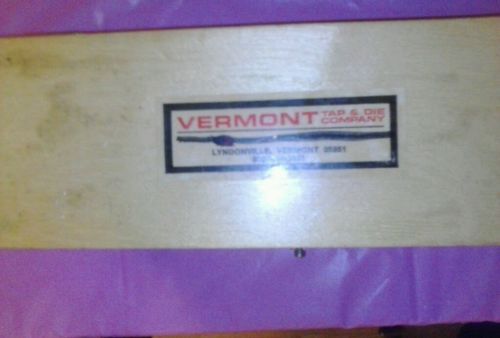 VERMONT TAP & DIE COMPANY
LYNDONVILLE, VERMONT 05851